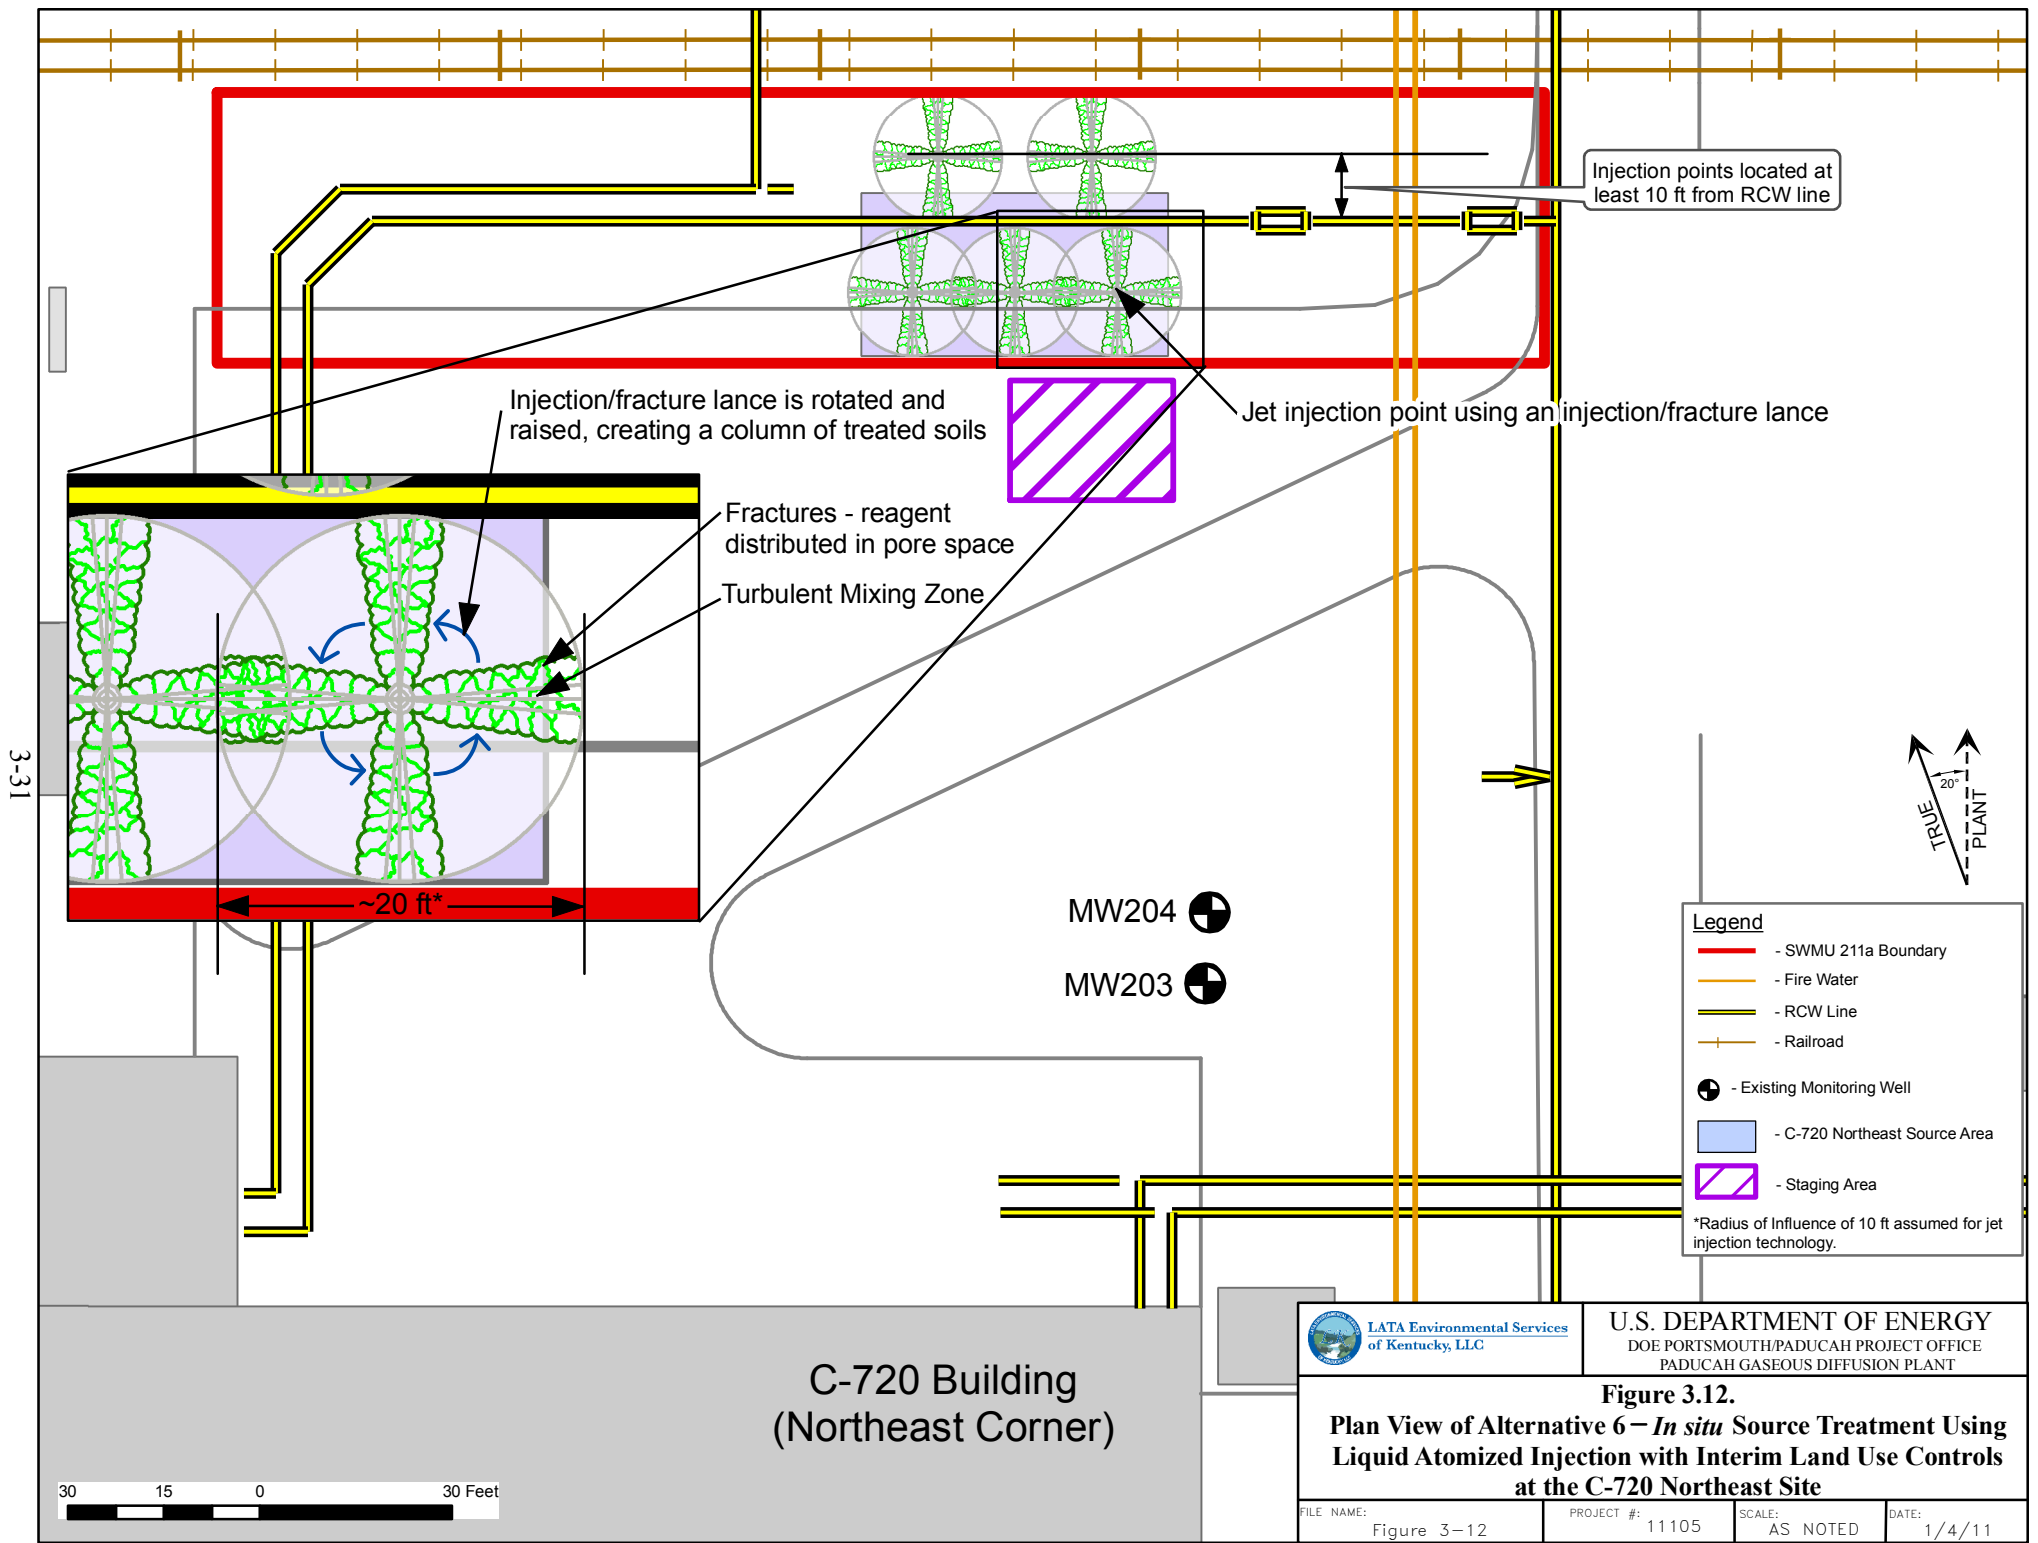 Injection points located at
least 10 ft from RCW line
Injection/fracture lance is rotated and
raised, creating a column of treated soils
Jet injection point using an injection/fracture lance
Fractures - reagent
distributed in pore space
Turbulent Mixing Zone
~20 ft*
3-31
20°
TRUE
PLANT
MW204
MW203
Legend
- SWMU 211a Boundary
- Fire Water
- RCW Line
- Railroad
- Existing Monitoring Well
- C-720 Northeast Source Area
- Staging Area
*Radius of Influence of 10 ft assumed for jet
injection technology.
C-720 Building
(Northeast Corner)
30 15 0 30 Feet
LATA Environmental Services
of Kentucky, LLC
U.S. DEPARTMENT OF ENERGY
DOE PORTSMOUTH/PADUCAH PROJECT OFFICE
PADUCAH GASEOUS DIFFUSION PLANT
Figure 3.12.
Plan View of Alternative 6 – In situ Source Treatment Using
Liquid Atomized Injection with Interim Land Use Controls
at the C-720 Northeast Site
FILE NAME: Figure 3-12
PROJECT #: 11105
SCALE: AS NOTED
DATE: 1/4/11